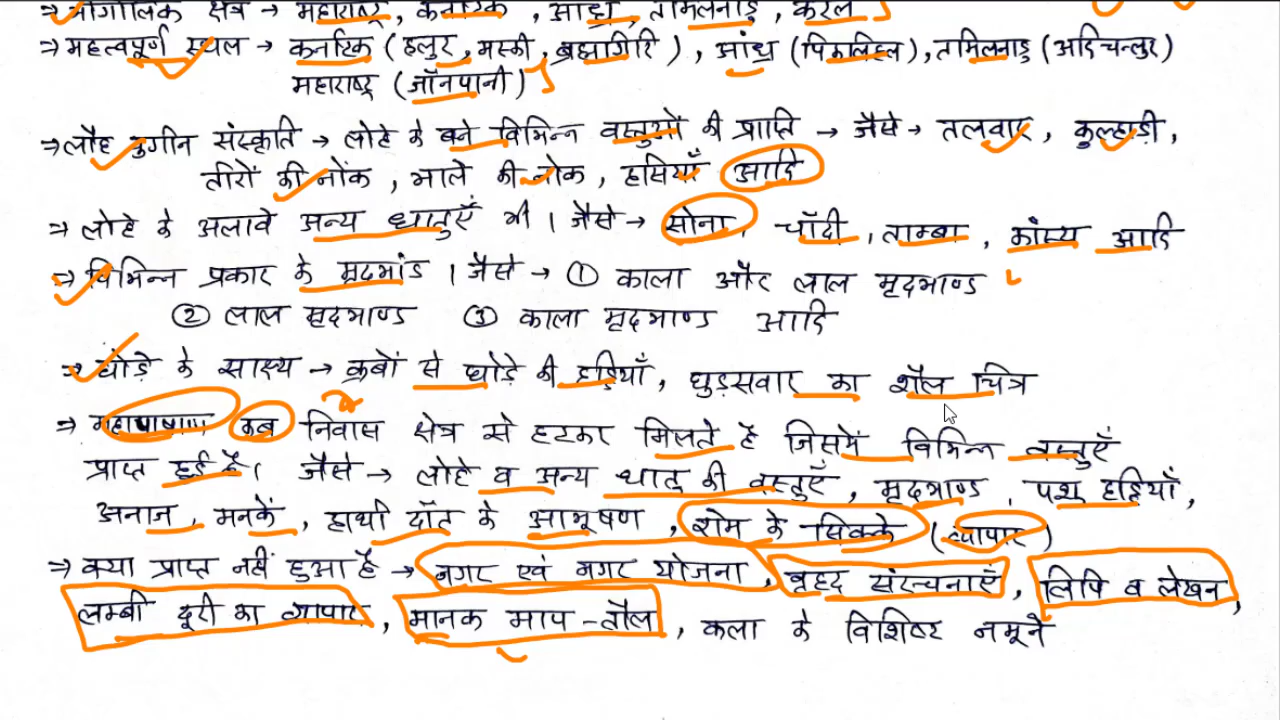 ⇒ भौगोलिक क्षेत्र → महाराष्ट्र, कर्नाटक, आंध्र, तामिलनाडू, केरल
⇒ महत्वपूर्ण स्थल → कर्नाटक (हलुर, मस्की, ब्रह्मगिरि), आंध्र (पिकलिहल), तमिलनाडू (अदिचन्लुर)
महाराष्ट्र (जॉनपानी)
⇒ लौह युगीन संस्कृति → लोहे के बने विभिन्न वस्तुओं की प्राप्ति → जैसे → तलवार, कुल्हाड़ी,
तीरों की नोंक, भाले की नोक, हसियाँ आदि
⇒ लोहे के अलावे अन्य धातुएँ भी। जैसे → सोना, चाँदी, ताम्बा, काँस्य आदि
⇒ विभिन्न प्रकार के मृदभांड। जैसे → ① काला और लाल मृदभाण्ड
② लाल मृदभाण्ड ③ काला मृदभाण्ड आदि
⇒ घोड़े के साक्ष्य → क़ब्रों से घोड़े की हड्डियाँ, घुड़सवार का शैल चित्र
⇒ महापाषाण कब्र निवास क्षेत्र से हटकर मिलते है जिसमें विभिन्न वस्तुएँ
प्राप्त हुई है। जैसे → लोहे व अन्य धातु की वस्तुएँ, मृदभाण्ड, पशु हड्डियाँ,
अनाज, मनकें, हाथी दाँत के आभूषण, रोम के सिक्के (व्यापार)
⇒ क्या प्राप्त नहीं हुआ है → नगर एवं नगर योजना, वृहद संरचनाएँ, लिपि व लेखन,
लम्बी दूरी का व्यापार, मानक माप-तौल, कला के विशिष्ट नमूने